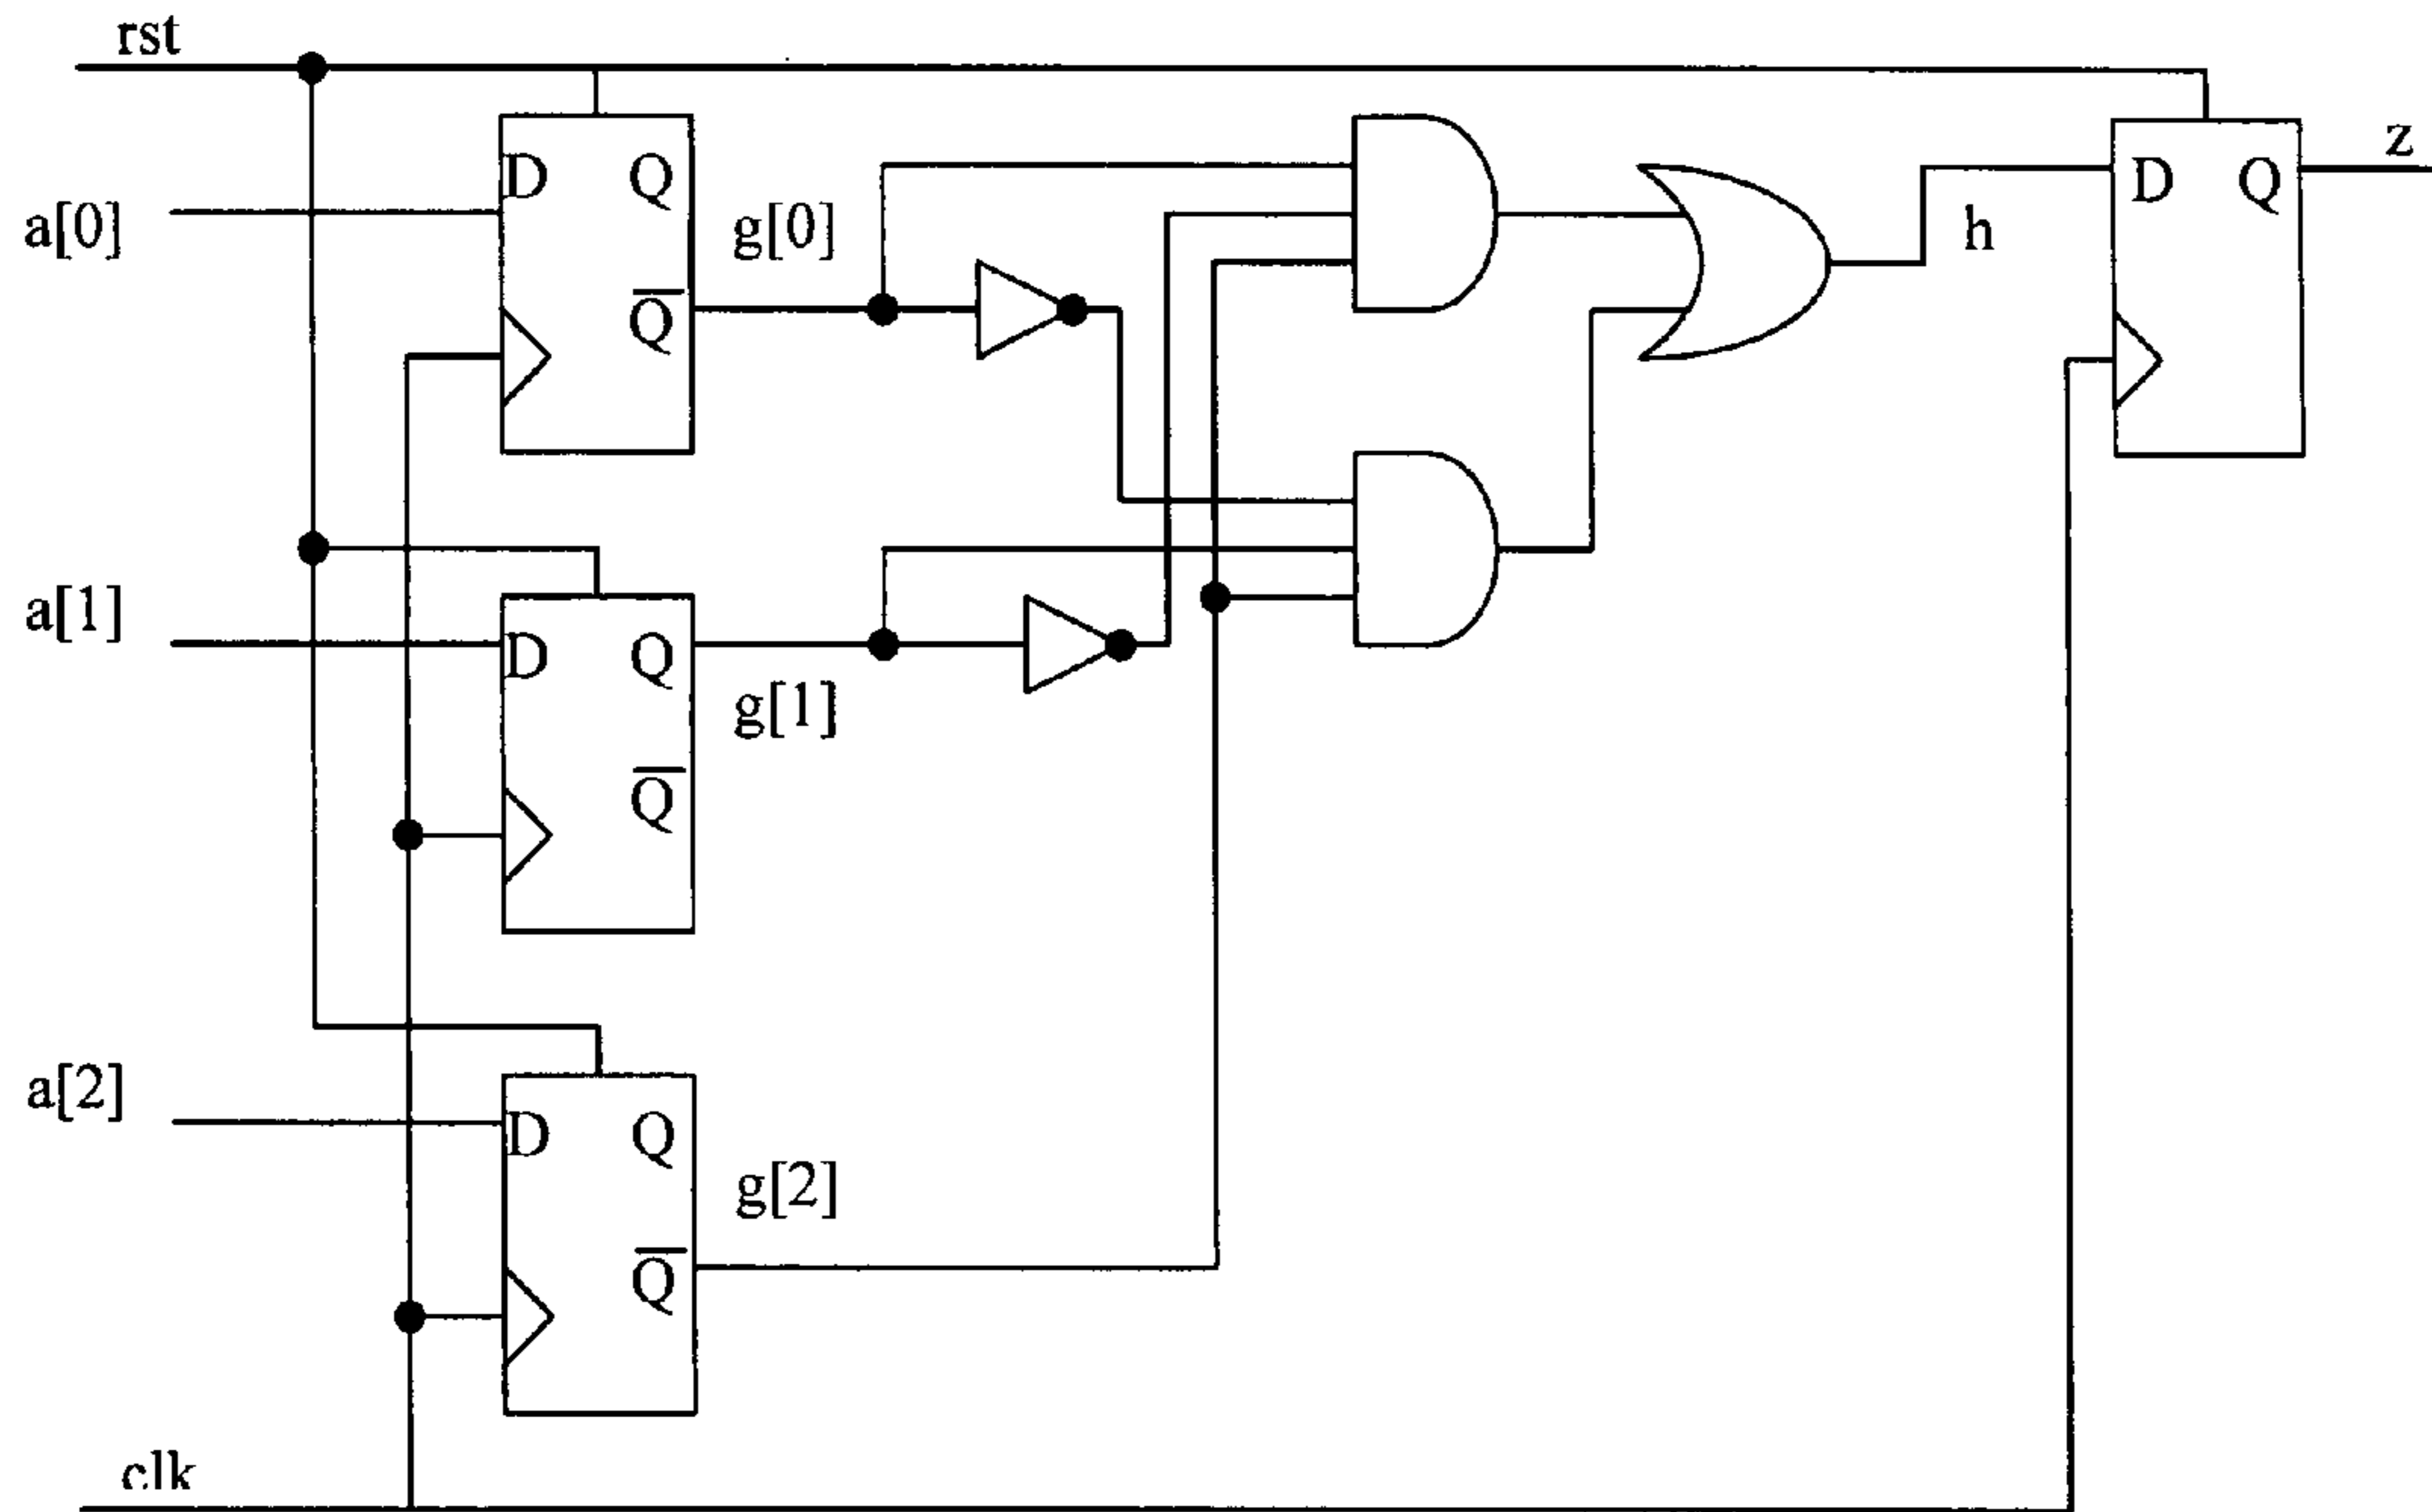 rst
D Q
z
a[0]
g[0]
D Q
h
Q̅
a[1]
D Q
g[1]
Q̅
a[2]
D Q
g[2]
Q̅
clk